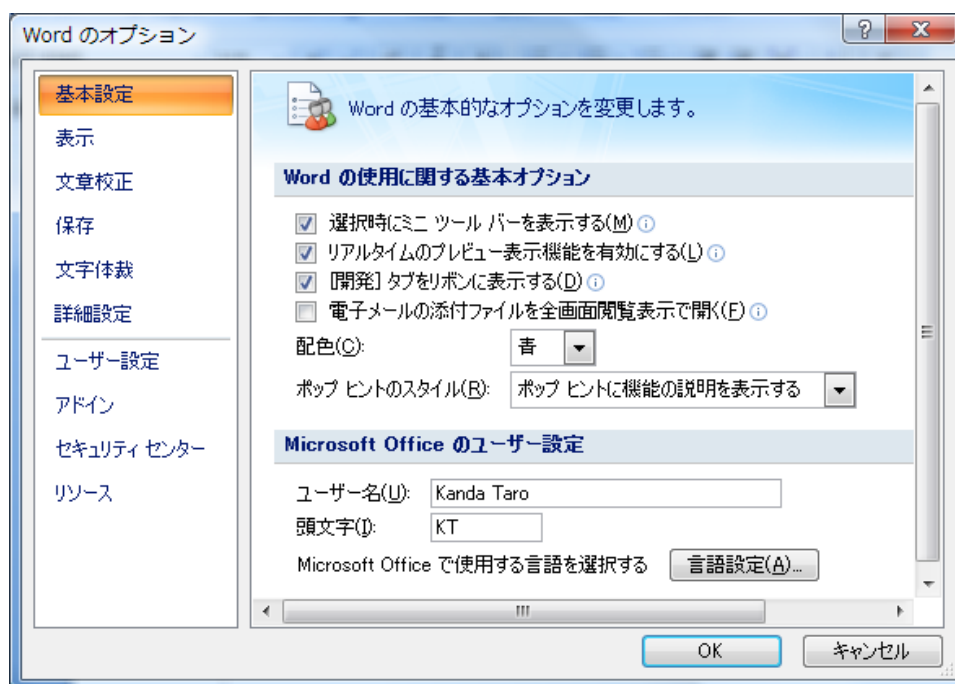 Word のオプション
基本設定
表示
文章校正
保存
文字体裁
詳細設定
ユーザー設定
アドイン
セキュリティ センター
リソース
Word の基本的なオプションを変更します。
Word の使用に関する基本オプション
選択時にミニ ツール バーを表示する(M)
リアルタイムのプレビュー表示機能を有効にする(L)
[開発] タブをリボンに表示する(D)
電子メールの添付ファイルを全画面閲覧表示で開く(F)
配色(C): 青
ポップ ヒントのスタイル(R): ポップ ヒントに機能の説明を表示する
Microsoft Office のユーザー設定
ユーザー名(U): Kanda Taro
頭文字(I): KT
Microsoft Office で使用する言語を選択する 言語設定(A)...
OK キャンセル